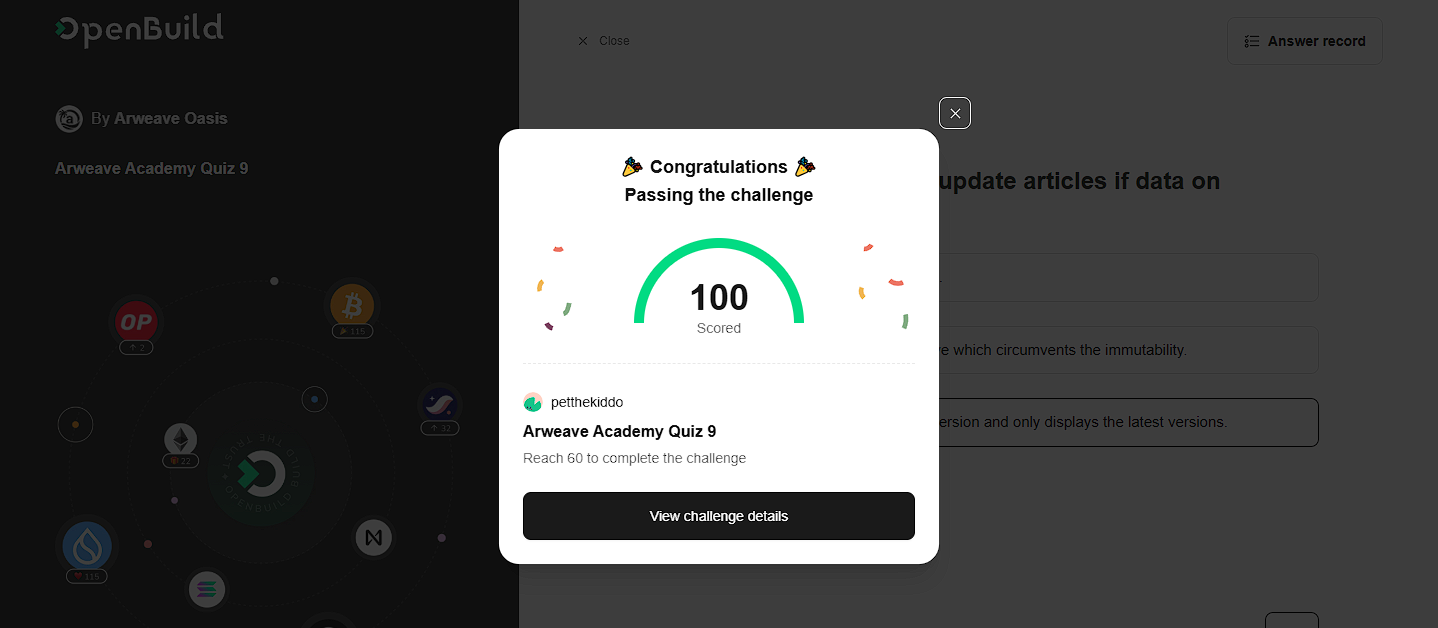 OpenBuild
By Arweave Oasis
Arweave Academy Quiz 9
OP
↑ 2
115
↑ 32
22
BUILD THE TRUST • OPENBUILD
115
× Close
Answer record
update articles if data on
e which circumvents the immutability.
ersion and only displays the latest versions.
Congratulations
Passing the challenge
100
Scored
petthekiddo
Arweave Academy Quiz 9
Reach 60 to complete the challenge
View challenge details